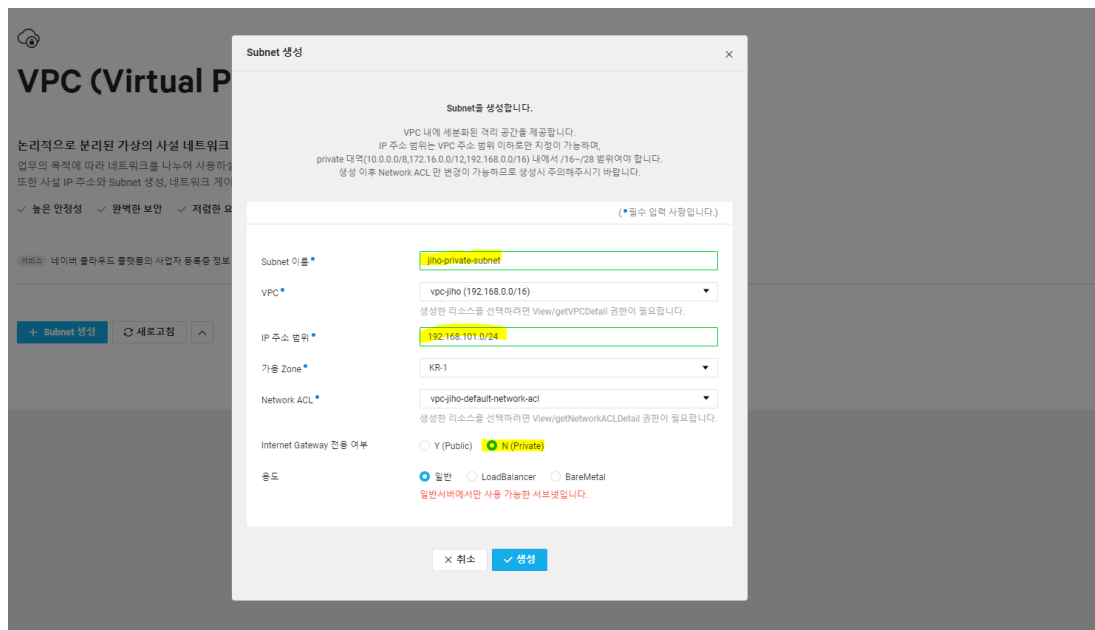 VPC (Virtual P
논리적으로 분리된 가상의 사설 네트워크
업무의 목적에 따라 네트워크를 나누어 사용하실
또한 사설 IP 주소와 Subnet 생성, 네트워크 게이
높은 안정성 완벽한 보안 저렴한 요
서비스 네이버 클라우드 플랫폼의 사업자 등록증 정보
+ Subnet 생성 새로고침
Subnet 생성 ×
Subnet을 생성합니다.
VPC 내에 세분화된 격리 공간을 제공합니다.
IP 주소 범위는 VPC 주소 범위 이하로만 지정이 가능하며,
private 대역(10.0.0.0/8,172.16.0.0/12,192.168.0.0/16) 내에서 /16~/28 범위여야 합니다.
생성 이후 Network ACL 만 변경이 가능하므로 생성시 주의해주시기 바랍니다.
(•필수 입력 사항입니다.)
Subnet 이름• jiho-private-subnet
VPC• vpc-jiho (192.168.0.0/16)
생성한 리소스를 선택하려면 View/getVPCDetail 권한이 필요합니다.
IP 주소 범위• 192.168.101.0/24
가용 Zone• KR-1
Network ACL• vpc-jiho-default-network-acl
생성한 리소스를 선택하려면 View/getNetworkACLDetail 권한이 필요합니다.
Internet Gateway 전용 여부 Y (Public) N (Private)
용도 일반 LoadBalancer BareMetal
일반서버에서만 사용 가능한 서브넷입니다.
× 취소 ✓ 생성